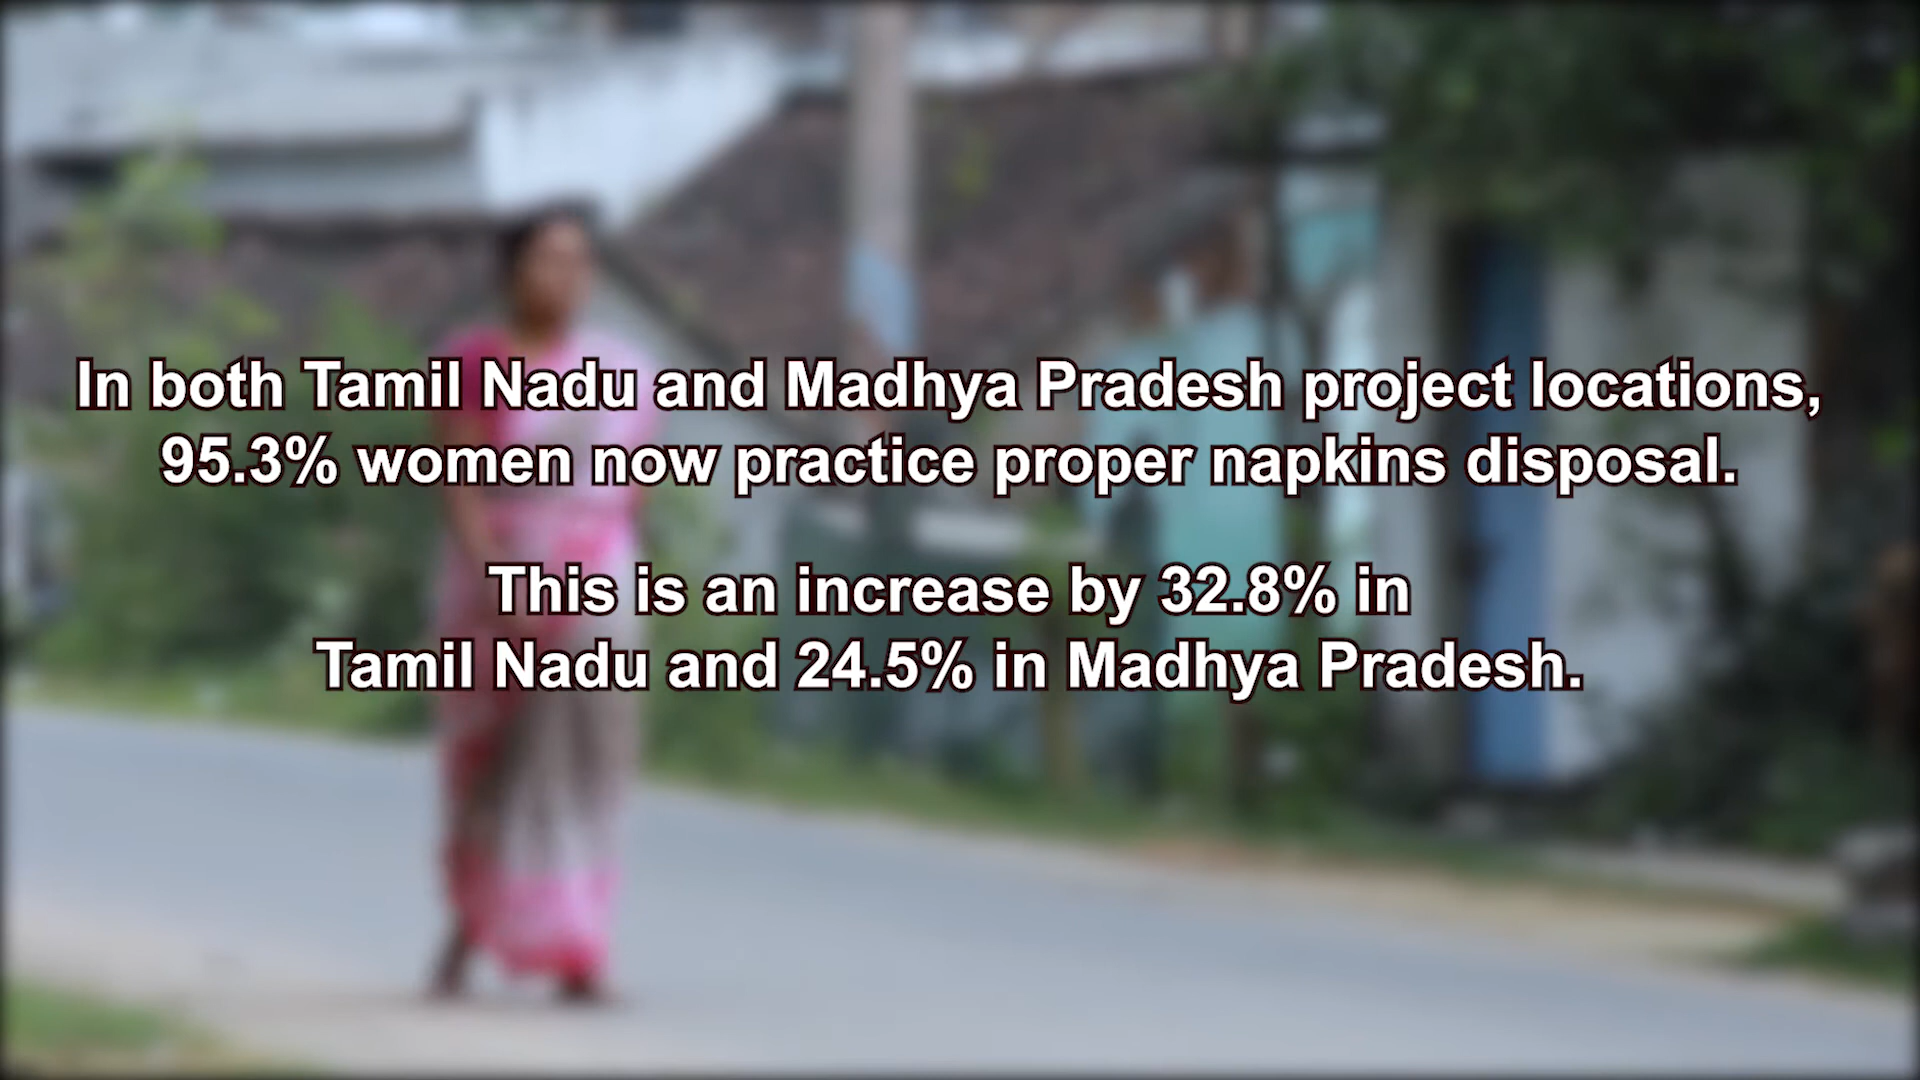 In both Tamil Nadu and Madhya Pradesh project locations,
95.3% women now practice proper napkins disposal.
This is an increase by 32.8% in
Tamil Nadu and 24.5% in Madhya Pradesh.